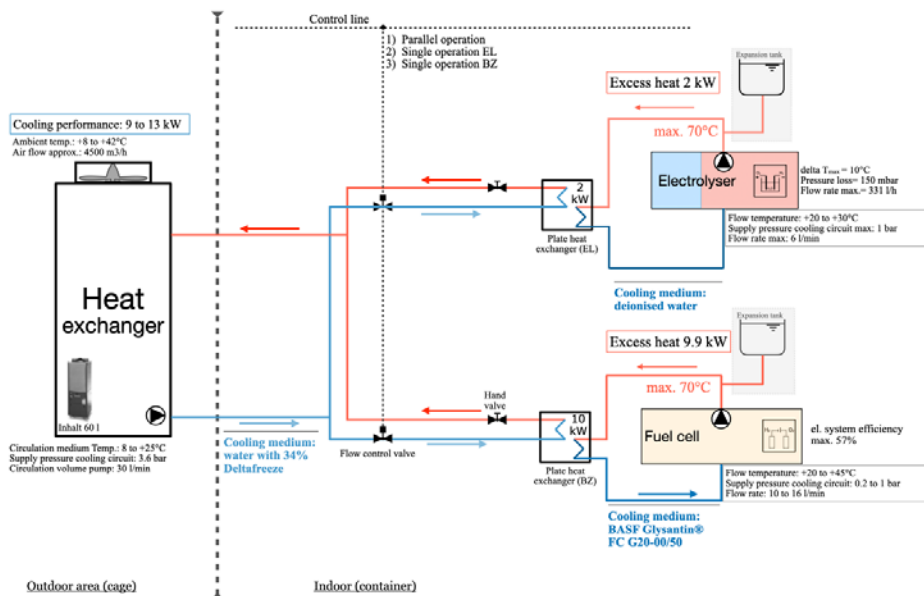 Control line
1) Parallel operation
2) Single operation EL
3) Single operation BZ
Cooling performance: 9 to 13 kW
Ambient temp.: +8 to +42°C
Air flow approx.: 4500 m3/h
Heat
exchanger
Inhalt 60 l
Circulation medium Temp.: 8 to +25°C
Supply pressure cooling circuit: 3.6 bar
Circulation volume pump: 30 l/min
Cooling medium:
water with 34%
Deltafreeze
Flow control valve
Hand
valve
2
kW
Plate heat
exchanger (EL)
Excess heat 2 kW
max. 70°C
Expansion tank
Electrolyser
delta Tmax = 10°C
Pressure loss= 150 mbar
Flow rate max.= 331 l/h
Flow temperature: +20 to +30°C
Supply pressure cooling circuit max: 1 bar
Flow rate max: 6 l/min
Cooling medium:
deionised water
10
kW
Plate heat
exchanger (BZ)
Excess heat 9.9 kW
max. 70°C
Expansion tank
Fuel cell
el. system efficiency
max. 57%
Flow temperature: +20 to +45°C
Supply pressure cooling circuit: 0.2 to 1 bar
Flow rate: 10 to 16 l/min
Cooling medium:
BASF Glysantin®
FC G20-00/50
Outdoor area (cage)
Indoor (container)